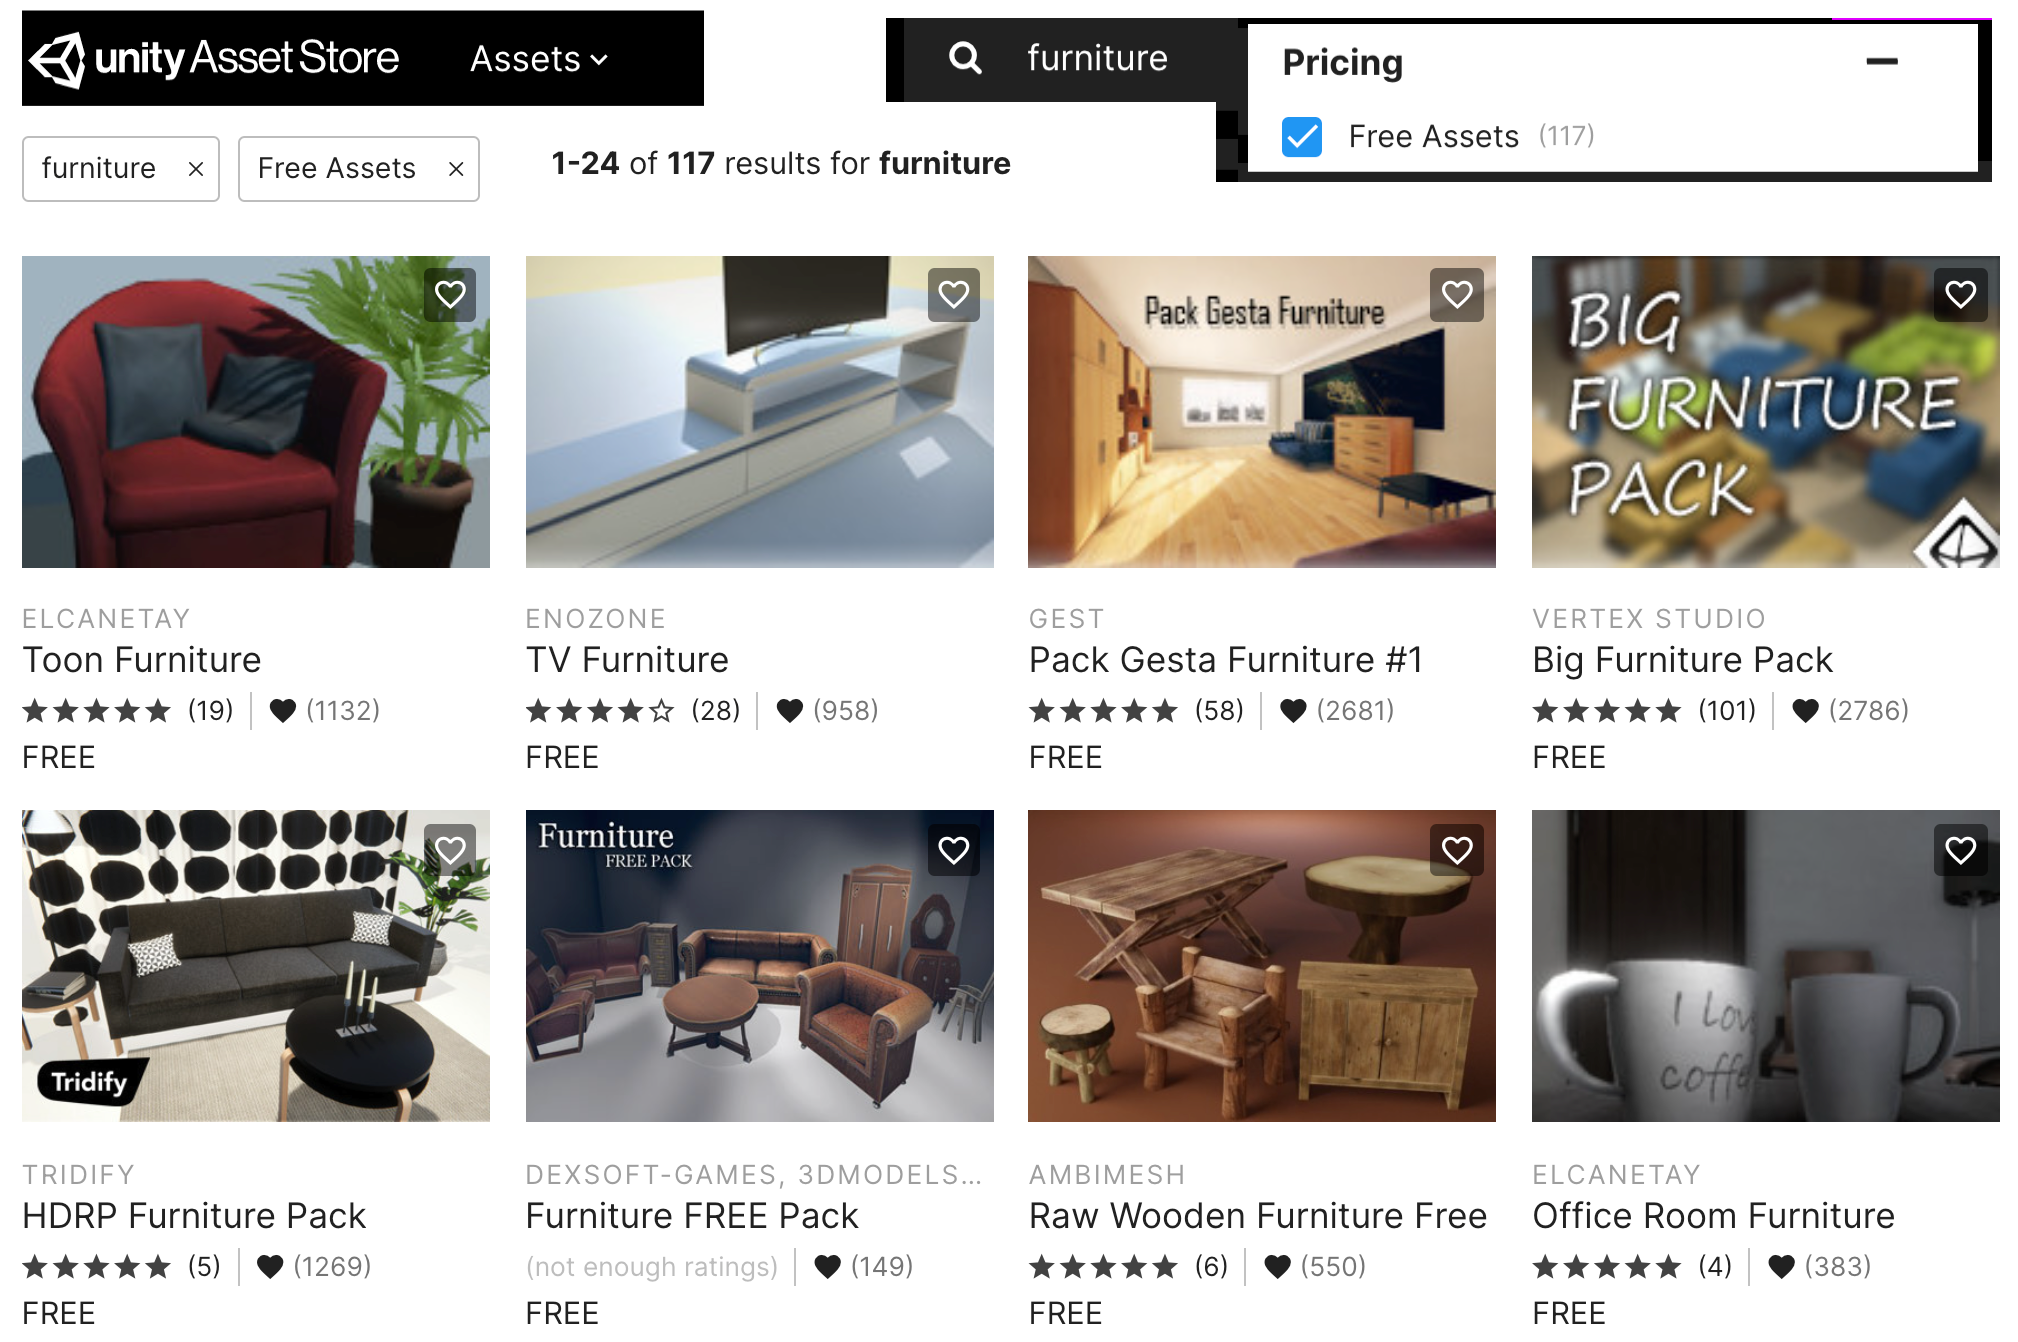 unity Asset Store Assets
furniture
Pricing
Free Assets (117)
furniture × Free Assets ×
1-24 of 117 results for furniture
Pack Gesta Furniture
BIG
FURNITURE
PACK
ELCANETAY
Toon Furniture
(19) (1132)
FREE
ENOZONE
TV Furniture
(28) (958)
FREE
GEST
Pack Gesta Furniture #1
(58) (2681)
FREE
VERTEX STUDIO
Big Furniture Pack
(101) (2786)
FREE
Tridify
Furniture
FREE PACK
I Lov
coffe
TRIDIFY
HDRP Furniture Pack
(5) (1269)
FREE
DEXSOFT-GAMES, 3DMODELS...
Furniture FREE Pack
(not enough ratings) (149)
FREE
AMBIMESH
Raw Wooden Furniture Free
(6) (550)
FREE
ELCANETAY
Office Room Furniture
(4) (383)
FREE